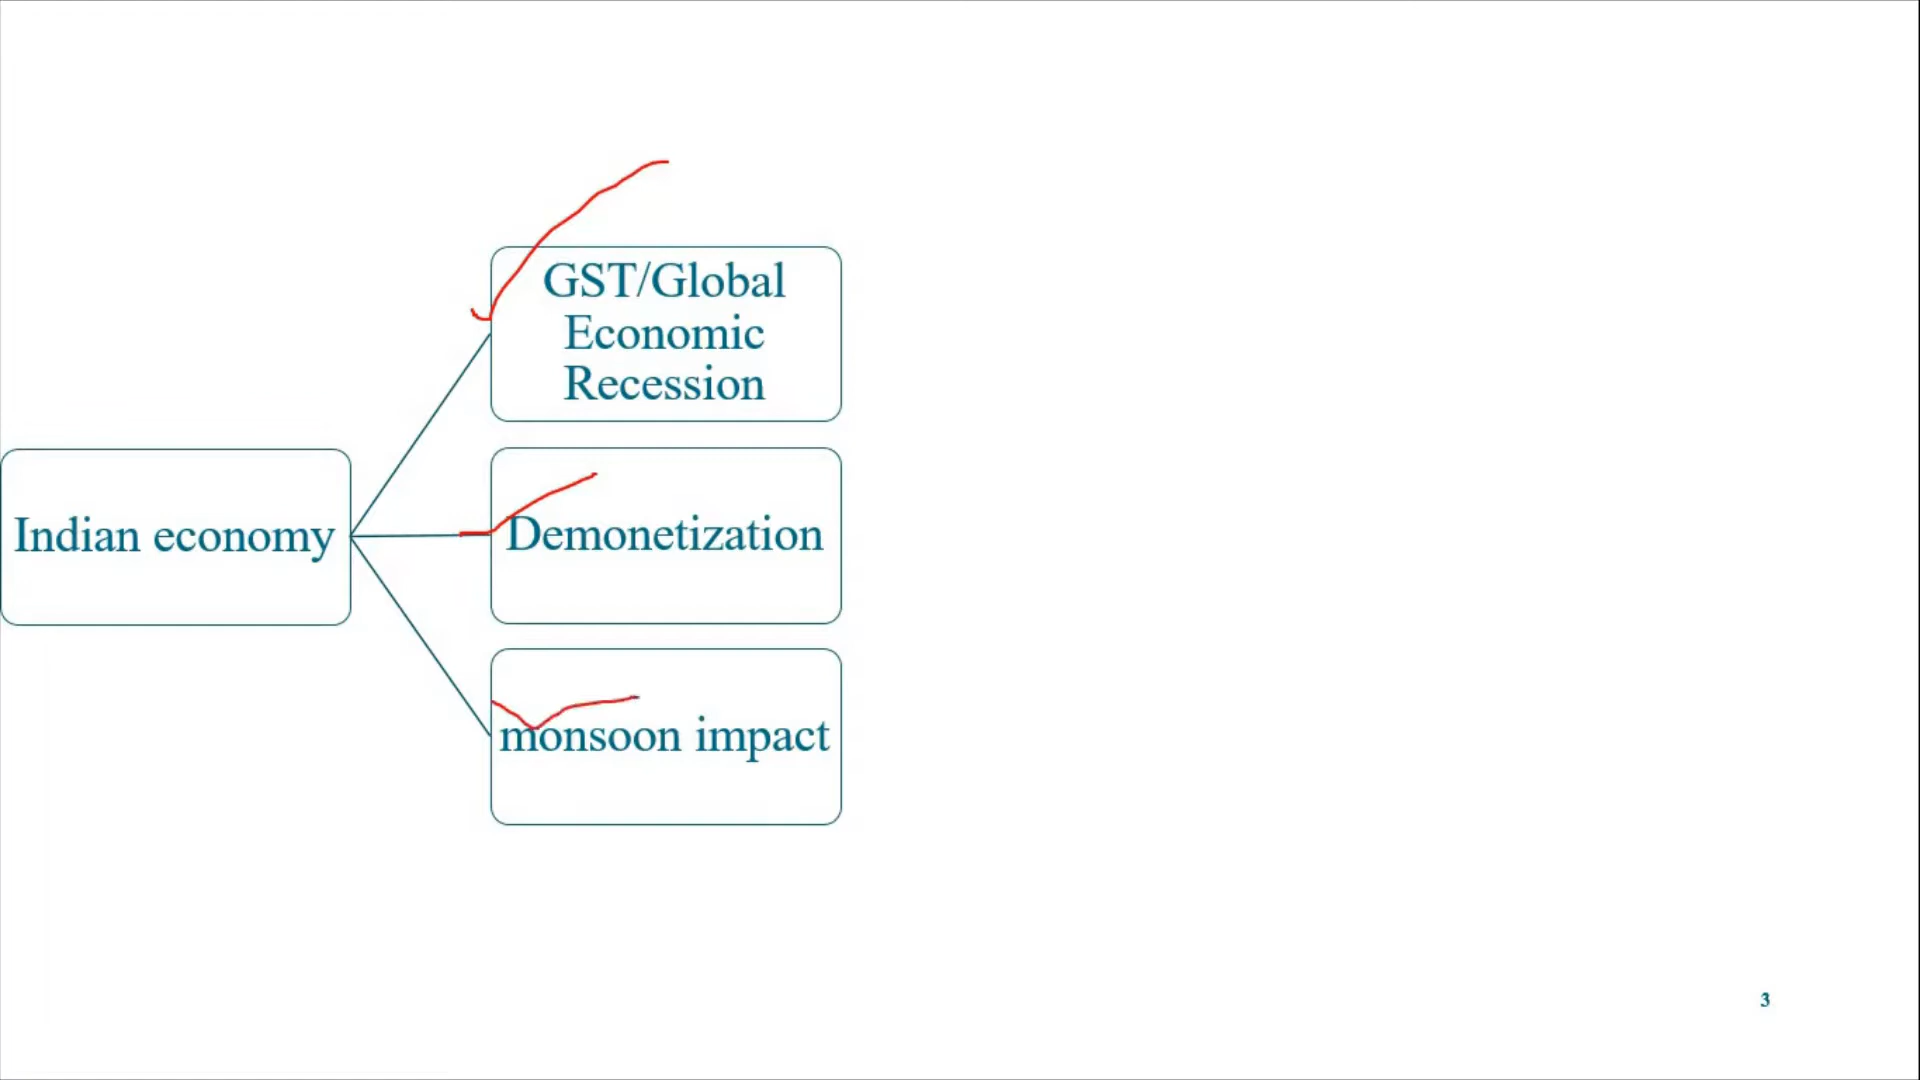 GST/Global
Economic
Recession
Indian economy
Demonetization
monsoon impact
3